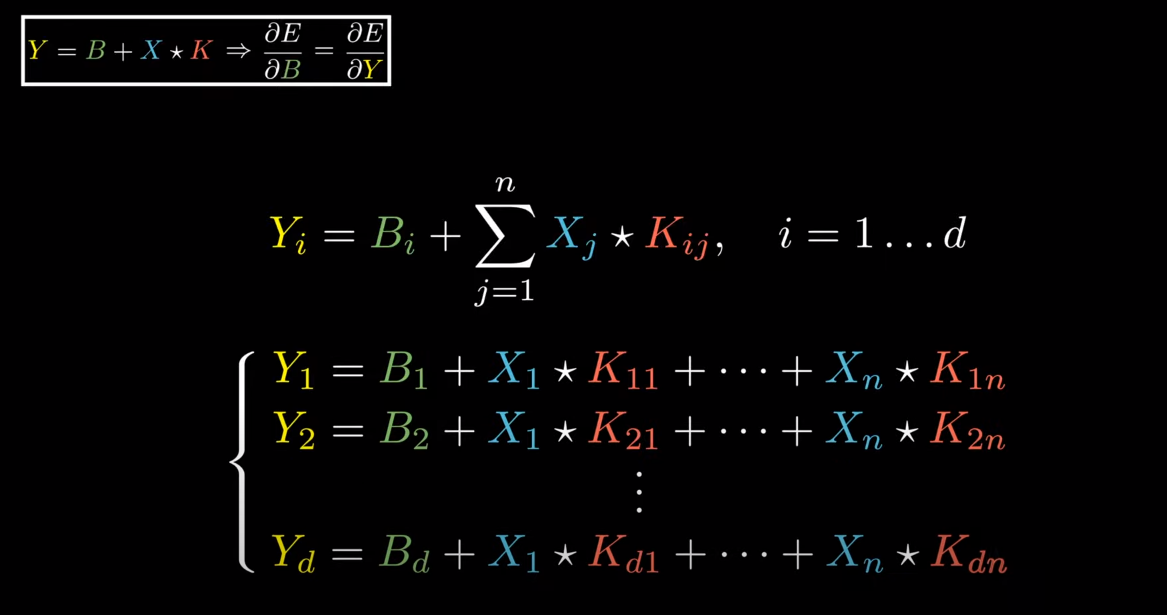 Y = B + X ⋆ K ⇒ ∂E/∂B = ∂E/∂Y
Y_i = B_i + ∑_{j=1}^{n} X_j ⋆ K_{ij}, i = 1 … d
Y_1 = B_1 + X_1 ⋆ K_{11} + ⋯ + X_n ⋆ K_{1n}
Y_2 = B_2 + X_1 ⋆ K_{21} + ⋯ + X_n ⋆ K_{2n}
⋮
Y_d = B_d + X_1 ⋆ K_{d1} + ⋯ + X_n ⋆ K_{dn}